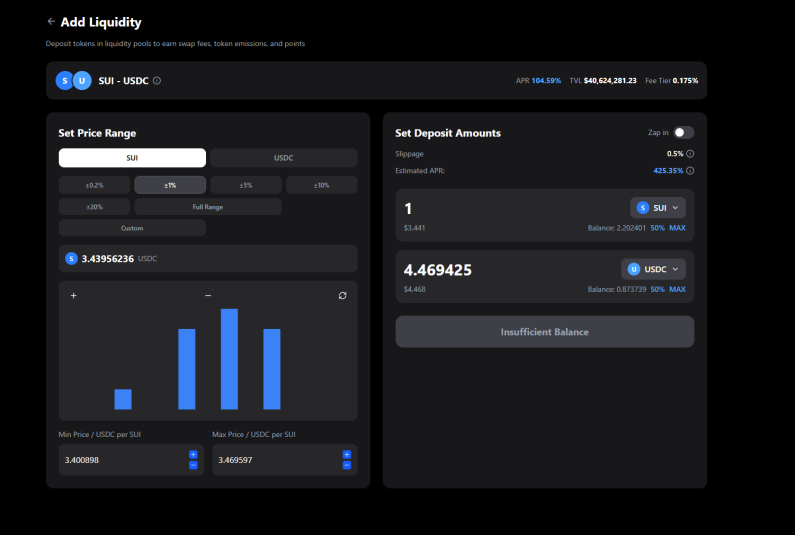 ← Add Liquidity
Deposit tokens in liquidity pools to earn swap fees, token emissions, and points
S U SUI - USDC
APR 104.59% TVL $40,624,281.23 Fee Tier 0.175%
Set Price Range
SUI USDC
±0.2% ±1% ±5% ±10%
±20% Full Range
Custom
S 3.43956236 USDC
+ −
Min Price / USDC per SUI Max Price / USDC per SUI
3.400898 + − 3.469597 + −
Set Deposit Amounts Zap in
Slippage 0.5%
Estimated APR: 425.35%
1 S SUI
$3.441 Balance: 2.202401 50% MAX
4.469425 U USDC
$4.468 Balance: 0.873739 50% MAX
Insufficient Balance